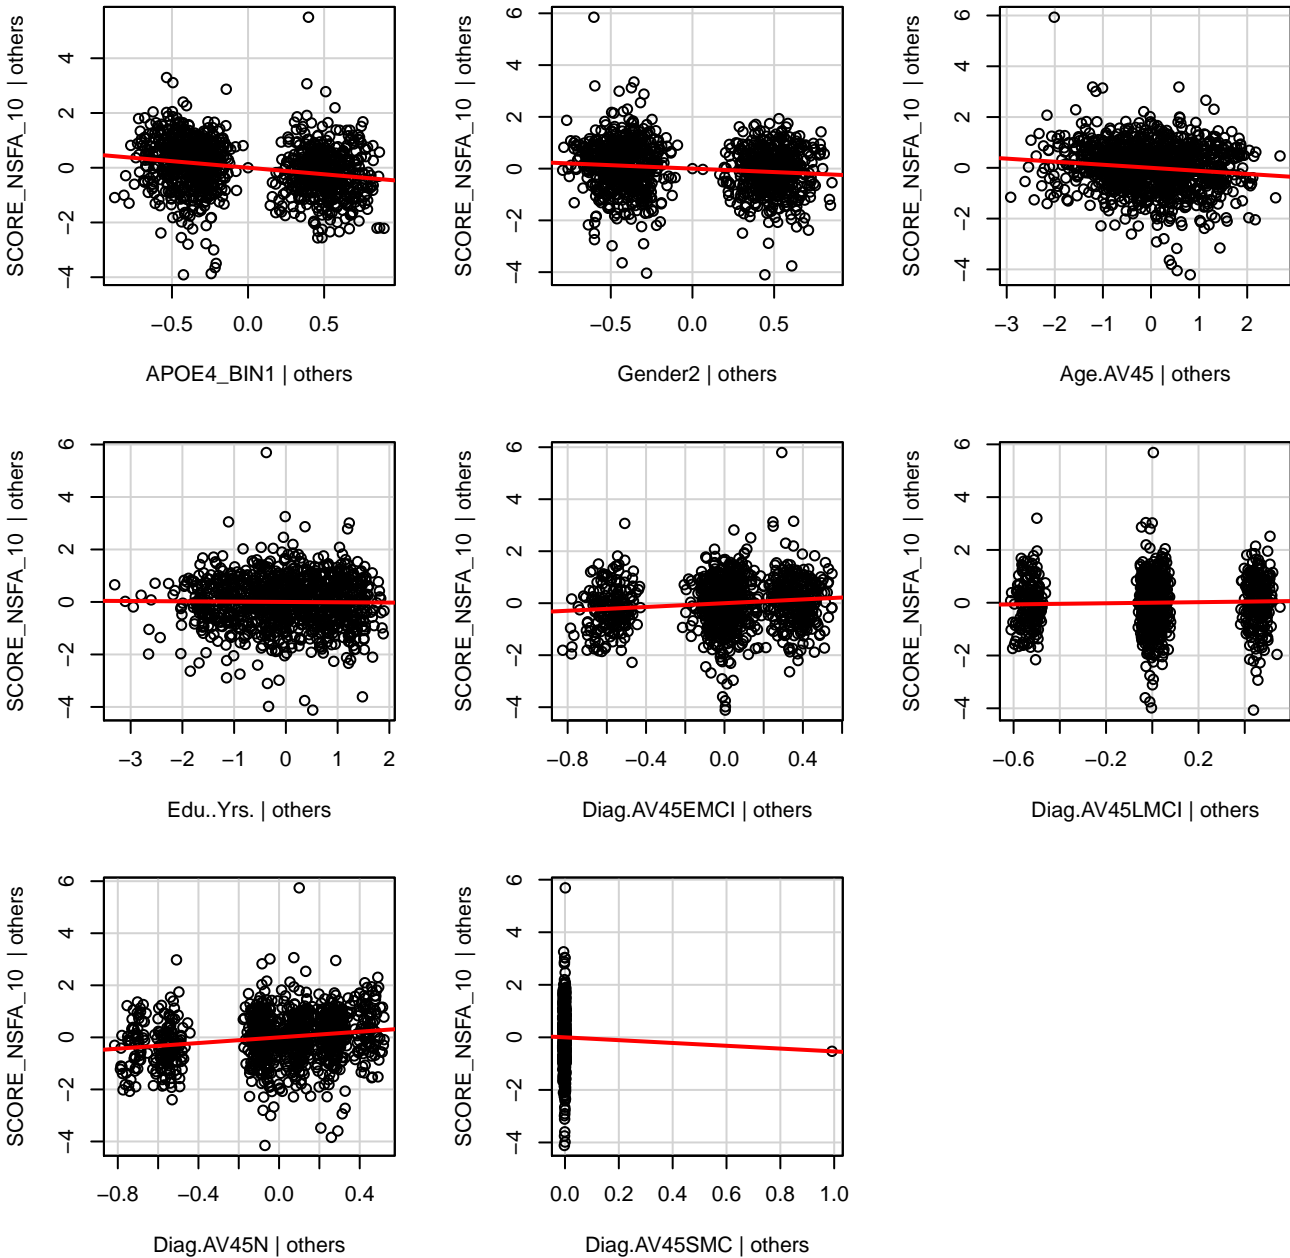 SCORE_NSFA_10 | others
4
2
0
−2
−4
−0.5 0.0 0.5
APOE4_BIN1 | others
SCORE_NSFA_10 | others
6
4
2
0
−2
−4
−0.5 0.0 0.5
Gender2 | others
SCORE_NSFA_10 | others
6
4
2
0
−2
−4
−3 −2 −1 0 1 2
Age.AV45 | others
SCORE_NSFA_10 | others
6
4
2
0
−2
−4
−3 −2 −1 0 1 2
Edu..Yrs. | others
SCORE_NSFA_10 | others
6
4
2
0
−2
−4
−0.8 −0.4 0.0 0.4
Diag.AV45EMCI | others
SCORE_NSFA_10 | others
6
4
2
0
−2
−4
−0.6 −0.2 0.2
Diag.AV45LMCI | others
SCORE_NSFA_10 | others
6
4
2
0
−2
−4
−0.8 −0.4 0.0 0.4
Diag.AV45N | others
SCORE_NSFA_10 | others
6
4
2
0
−2
−4
0.0 0.2 0.4 0.6 0.8 1.0
Diag.AV45SMC | others